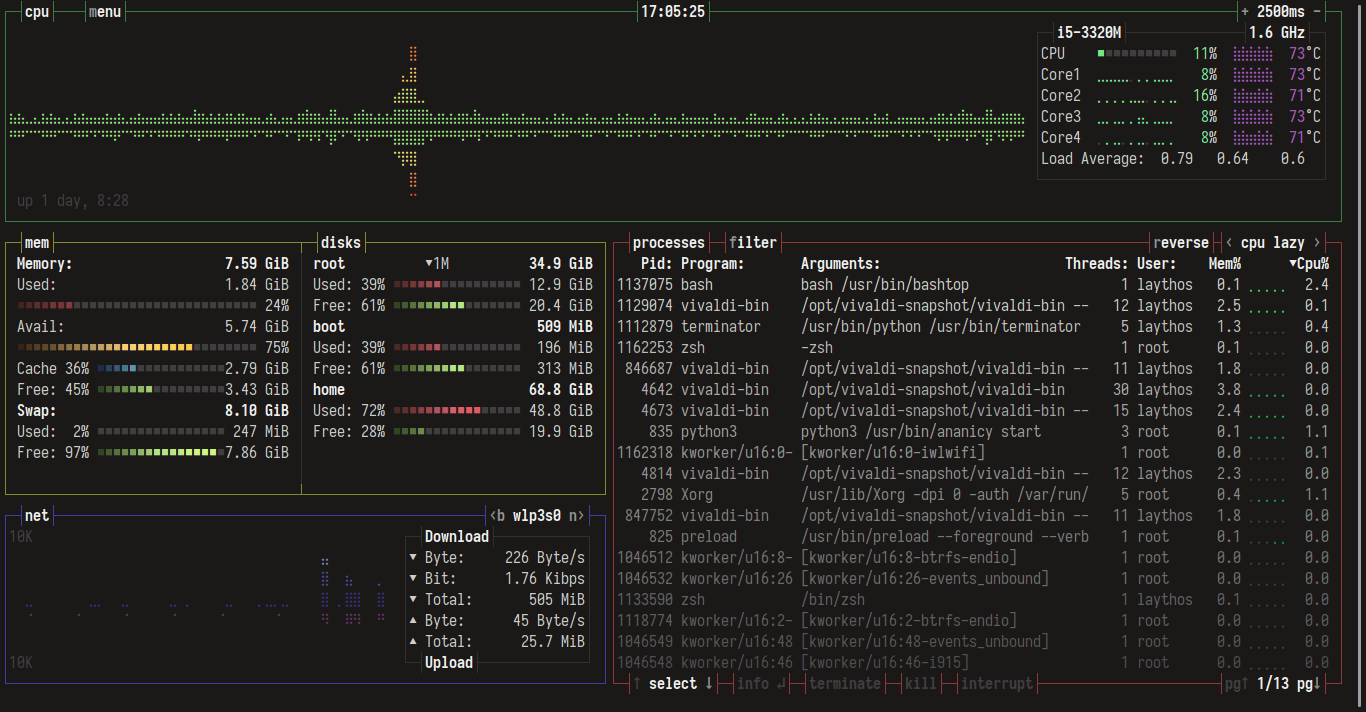 cpu menu 17:05:25 + 2500ms -
i5-3320M 1.6 GHz
CPU 11% 73°C
Core1 8% 73°C
Core2 16% 71°C
Core3 8% 73°C
Core4 8% 71°C
Load Average: 0.79 0.64 0.6
up 1 day, 8:28
mem
Memory: 7.59 GiB
Used: 1.84 GiB
24%
Avail: 5.74 GiB
75%
Cache 36% 2.79 GiB
Free: 45% 3.43 GiB
Swap: 8.10 GiB
Used: 2% 247 MiB
Free: 97% 7.86 GiB
disks
root ▼1M 34.9 GiB
Used: 39% 12.9 GiB
Free: 61% 20.4 GiB
boot 509 MiB
Used: 39% 196 MiB
Free: 61% 313 MiB
home 68.8 GiB
Used: 72% 48.8 GiB
Free: 28% 19.9 GiB
net <b wlp3s0 n>
10K
10K
Download
▼ Byte: 226 Byte/s
▼ Bit: 1.76 Kibps
▼ Total: 505 MiB
▲ Byte: 45 Byte/s
▲ Total: 25.7 MiB
Upload
processes filter reverse < cpu lazy >
Pid: Program: Arguments: Threads: User: Mem% ▼Cpu%
1137075 bash bash /usr/bin/bashtop 1 laythos 0.1 2.4
1129074 vivaldi-bin /opt/vivaldi-snapshot/vivaldi-bin -- 12 laythos 2.5 0.1
1112879 terminator /usr/bin/python /usr/bin/terminator 5 laythos 1.3 0.4
1162253 zsh -zsh 1 root 0.1 0.0
846687 vivaldi-bin /opt/vivaldi-snapshot/vivaldi-bin -- 11 laythos 1.8 0.0
4642 vivaldi-bin /opt/vivaldi-snapshot/vivaldi-bin 30 laythos 3.8 0.0
4673 vivaldi-bin /opt/vivaldi-snapshot/vivaldi-bin -- 15 laythos 2.4 0.0
835 python3 python3 /usr/bin/ananicy start 3 root 0.1 1.1
1162318 kworker/u16:0- [kworker/u16:0-iwlwifi] 1 root 0.0 0.1
4814 vivaldi-bin /opt/vivaldi-snapshot/vivaldi-bin -- 12 laythos 2.3 0.0
2798 Xorg /usr/lib/Xorg -dpi 0 -auth /var/run/ 5 root 0.4 1.1
847752 vivaldi-bin /opt/vivaldi-snapshot/vivaldi-bin -- 11 laythos 1.8 0.0
825 preload /usr/bin/preload --foreground --verb 1 root 0.1 0.0
1046512 kworker/u16:8- [kworker/u16:8-btrfs-endio] 1 root 0.0 0.0
1046532 kworker/u16:26 [kworker/u16:26-events_unbound] 1 root 0.0 0.0
1133590 zsh /bin/zsh 1 laythos 0.1 0.0
1118774 kworker/u16:2- [kworker/u16:2-btrfs-endio] 1 root 0.0 0.0
1046549 kworker/u16:48 [kworker/u16:48-events_unbound] 1 root 0.0 0.0
1046548 kworker/u16:46 [kworker/u16:46-i915] 1 root 0.0 0.0
↑ select ↓ info ↲ terminate kill interrupt pg↑ 1/13 pg↓